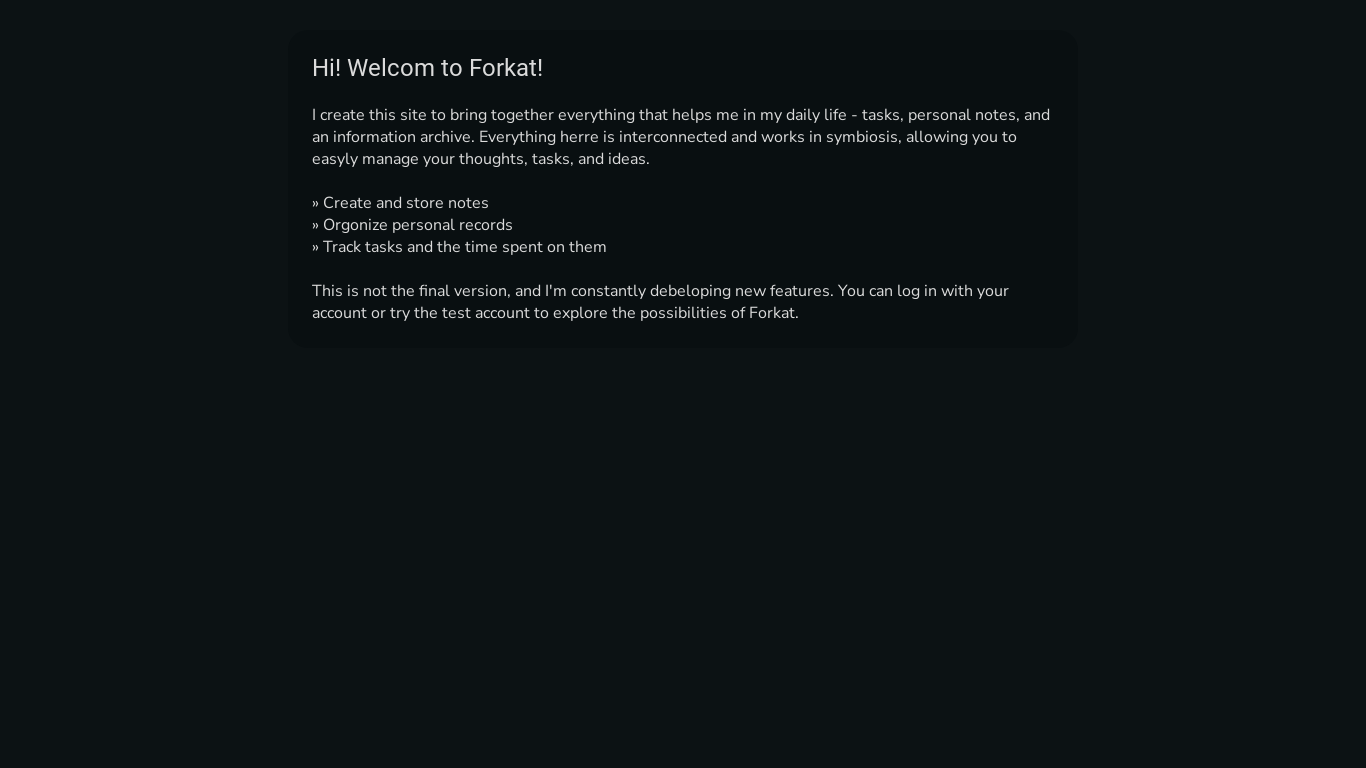 Hi! Welcom to Forkat!
I create this site to bring together everything that helps me in my daily life - tasks, personal notes, and
an information archive. Everything herre is interconnected and works in symbiosis, allowing you to
easyly manage your thoughts, tasks, and ideas.
» Create and store notes
» Orgonize personal records
» Track tasks and the time spent on them
This is not the final version, and I'm constantly debeloping new features. You can log in with your
account or try the test account to explore the possibilities of Forkat.